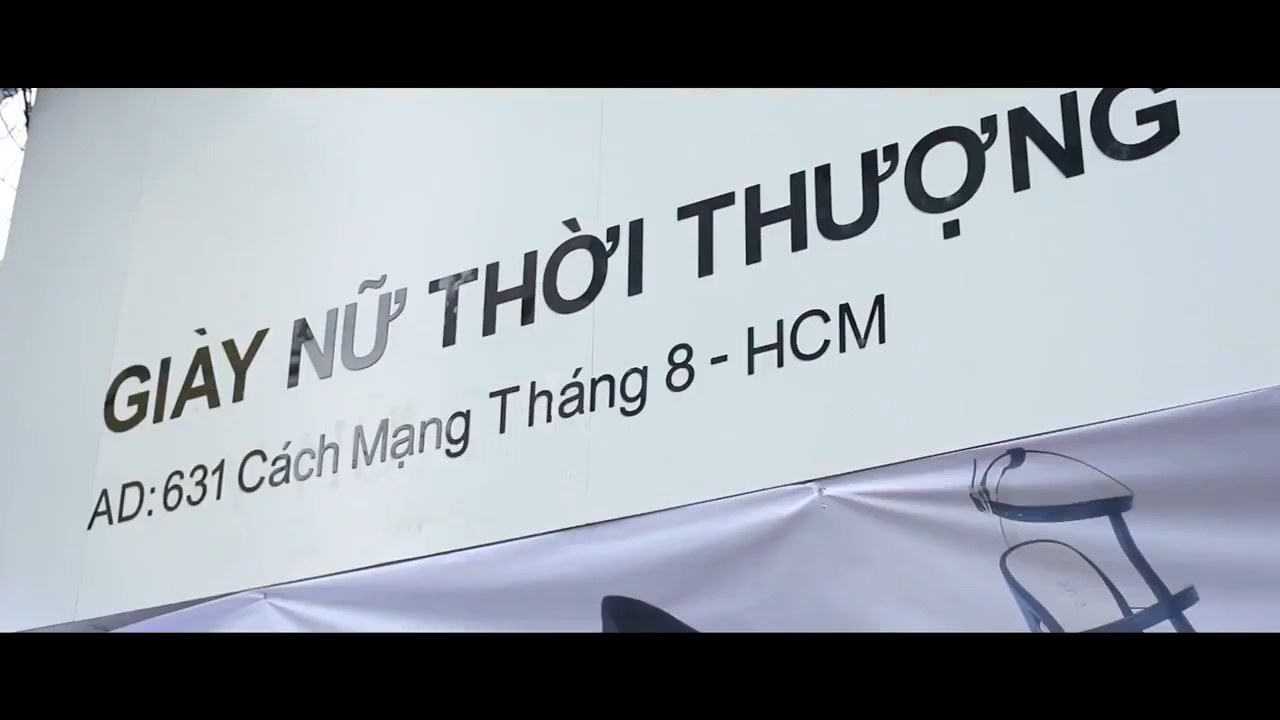 GIÀY NỮ THỜI THƯỢNG
AD: 631 Cách Mạng Tháng 8 - HCM